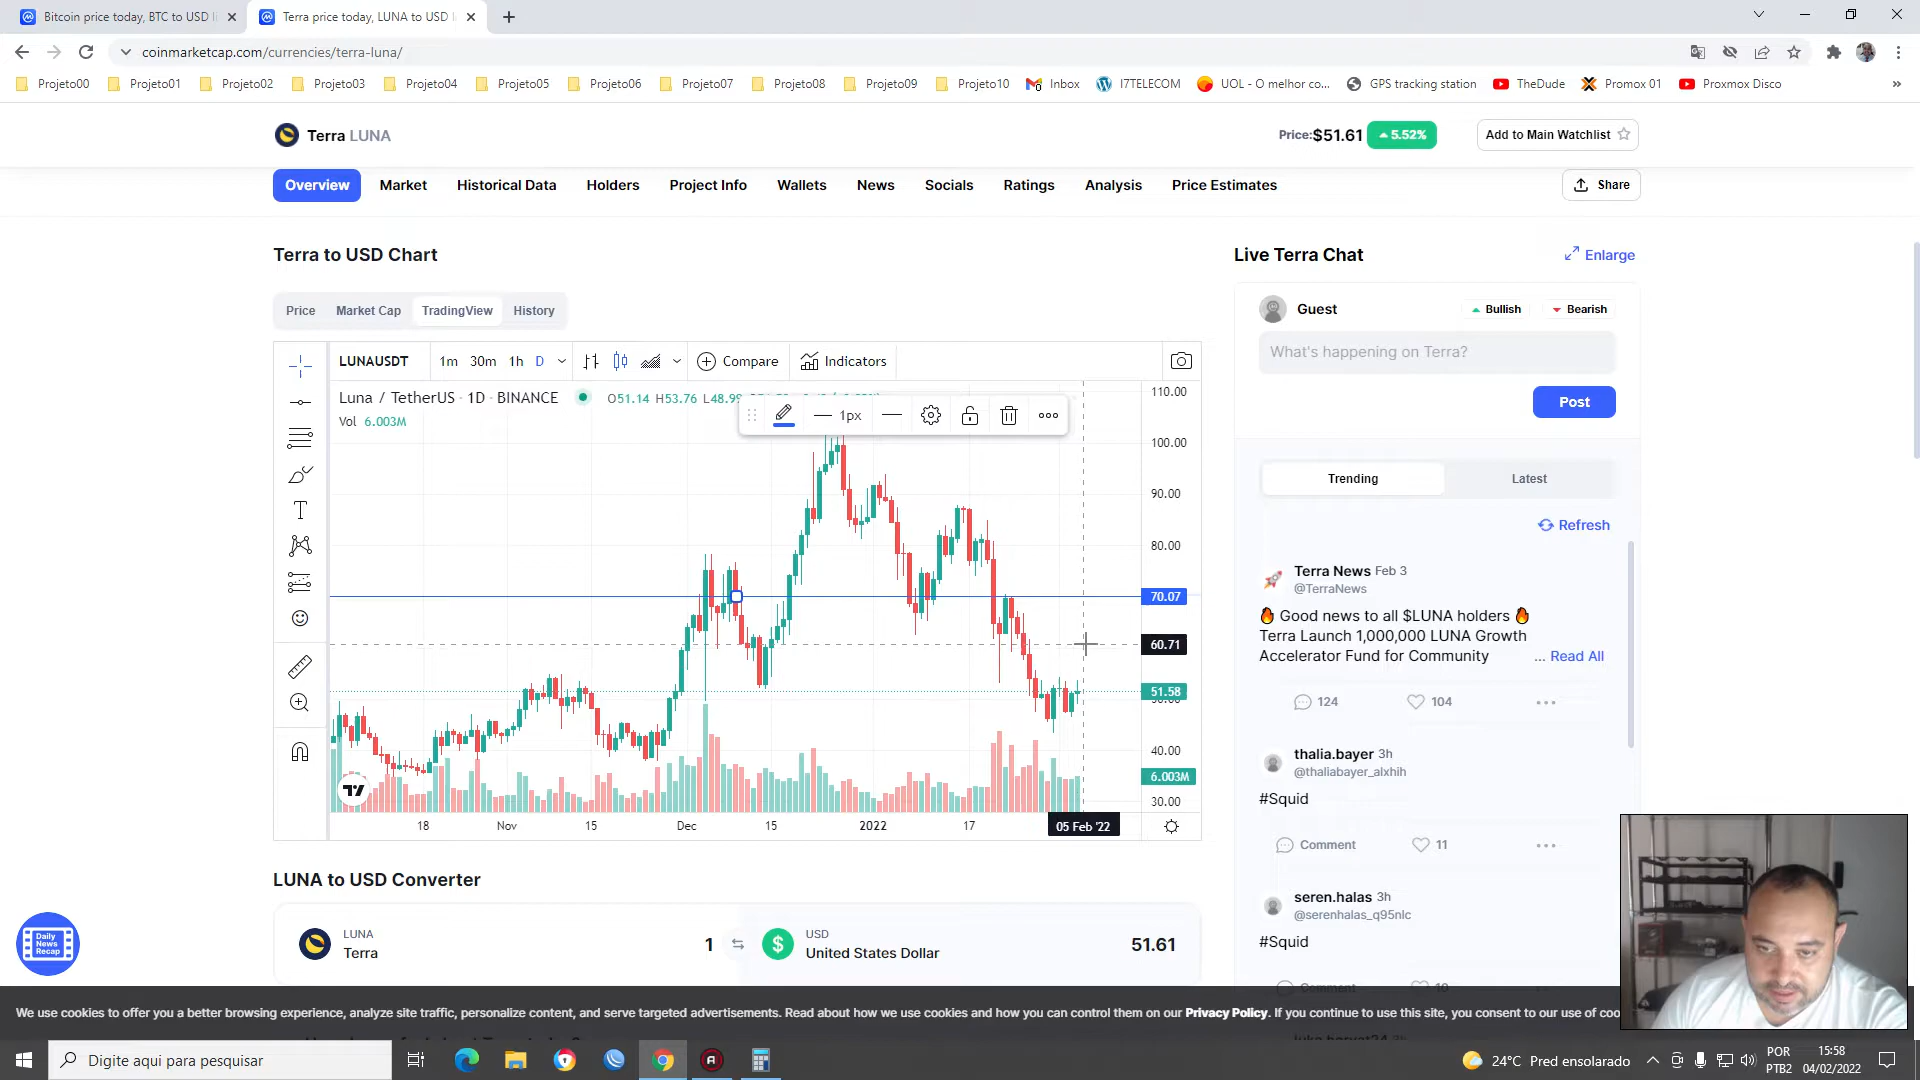 Bitcoin price today, BTC to USD li
Terra price today, LUNA to USD l
coinmarketcap.com/currencies/terra-luna/
Projeto00
Projeto01
Projeto02
Projeto03
Projeto04
Projeto05
Projeto06
Projeto07
Projeto08
Projeto09
Projeto10
Inbox
I7TELECOM
UOL - O melhor co...
GPS tracking station
TheDude
Promox 01
Proxmox Disco
»
Terra LUNA
Price:$51.61
5.52%
Add to Main Watchlist
Overview
Market
Historical Data
Holders
Project Info
Wallets
News
Socials
Ratings
Analysis
Price Estimates
Share
Terra to USD Chart
Price
Market Cap
TradingView
History
LUNAUSDT
1m
30m
1h
D
Compare
Indicators
Luna / TetherUS · 1D · BINANCE
O51.14 H53.76 L48.99
Vol 6.003M
1px
110.00
100.00
90.00
80.00
70.07
60.71
51.58
40.00
6.003M
30.00
18
Nov
15
Dec
15
2022
17
05 Feb '22
LUNA to USD Converter
LUNA
Terra
1
USD
United States Dollar
51.61
Live Terra Chat
Enlarge
Guest
Bullish
Bearish
What's happening on Terra?
Post
Trending
Latest
Refresh
Terra News Feb 3
@TerraNews
🔥 Good news to all $LUNA holders 🔥
Terra Launch 1,000,000 LUNA Growth
Accelerator Fund for Community
... Read All
124
104
thalia.bayer 3h
@thaliabayer_alxhih
#Squid
Comment
11
seren.halas 3h
@serenhalas_q95nlc
#Squid
Comment
10
Daily
News
Recap
We use cookies to offer you a better browsing experience, analyze site traffic, personalize content, and serve targeted advertisements. Read about how we use cookies and how you can control them on our Privacy Policy. If you continue to use this site, you consent to our use of coo
Digite aqui para pesquisar
24°C Pred ensolarado
POR
PTB2
15:58
04/02/2022